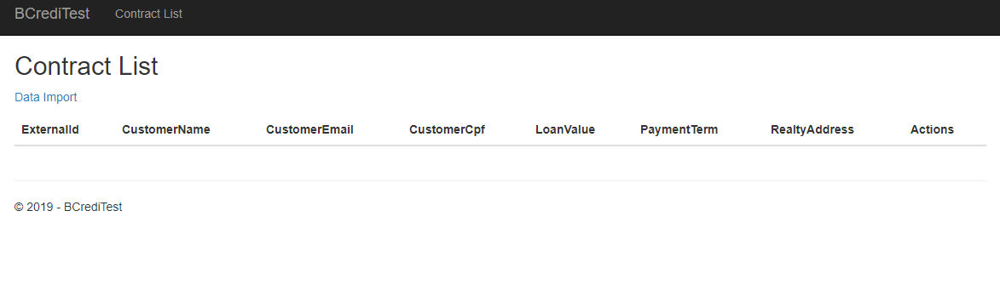 BCrediTest Contract List
Contract List
Data Import
ExternalId CustomerName CustomerEmail CustomerCpf LoanValue PaymentTerm RealtyAddress Actions
© 2019 - BCrediTest